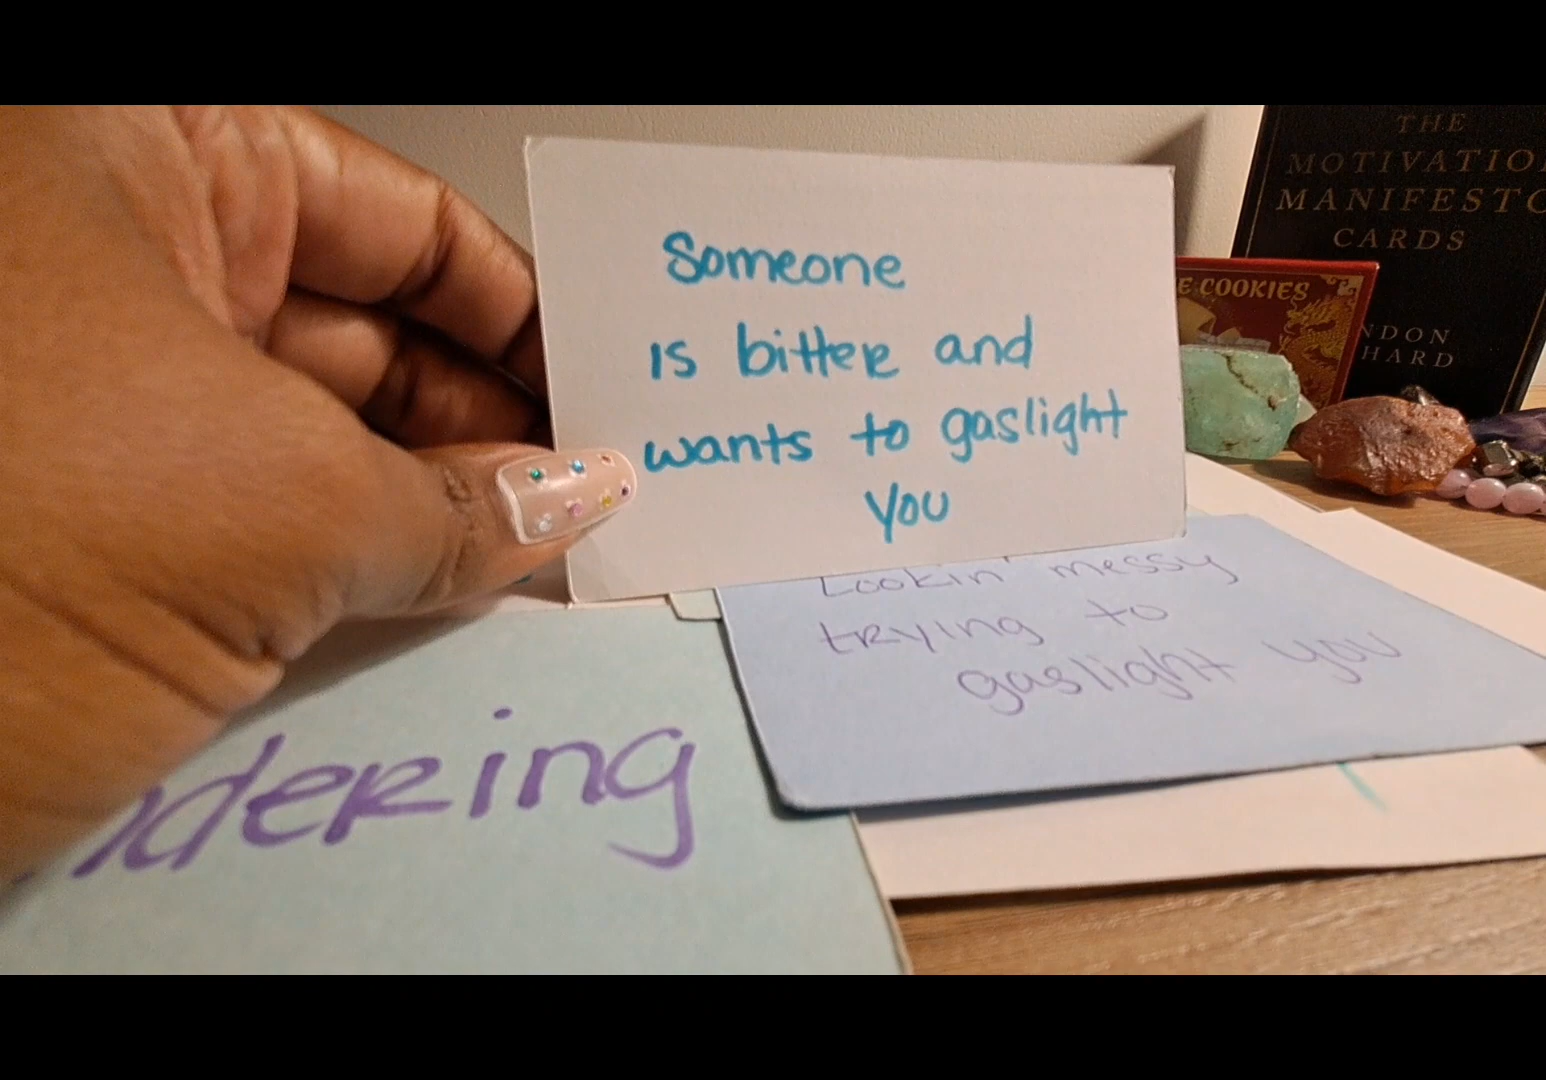 Someone
is bitter and
wants to gaslight
you
Lookin' messy
trying to
gaslight you
dering
THE
MOTIVATIO
MANIFESTO
CARDS
NDON
HARD
E COOKIES